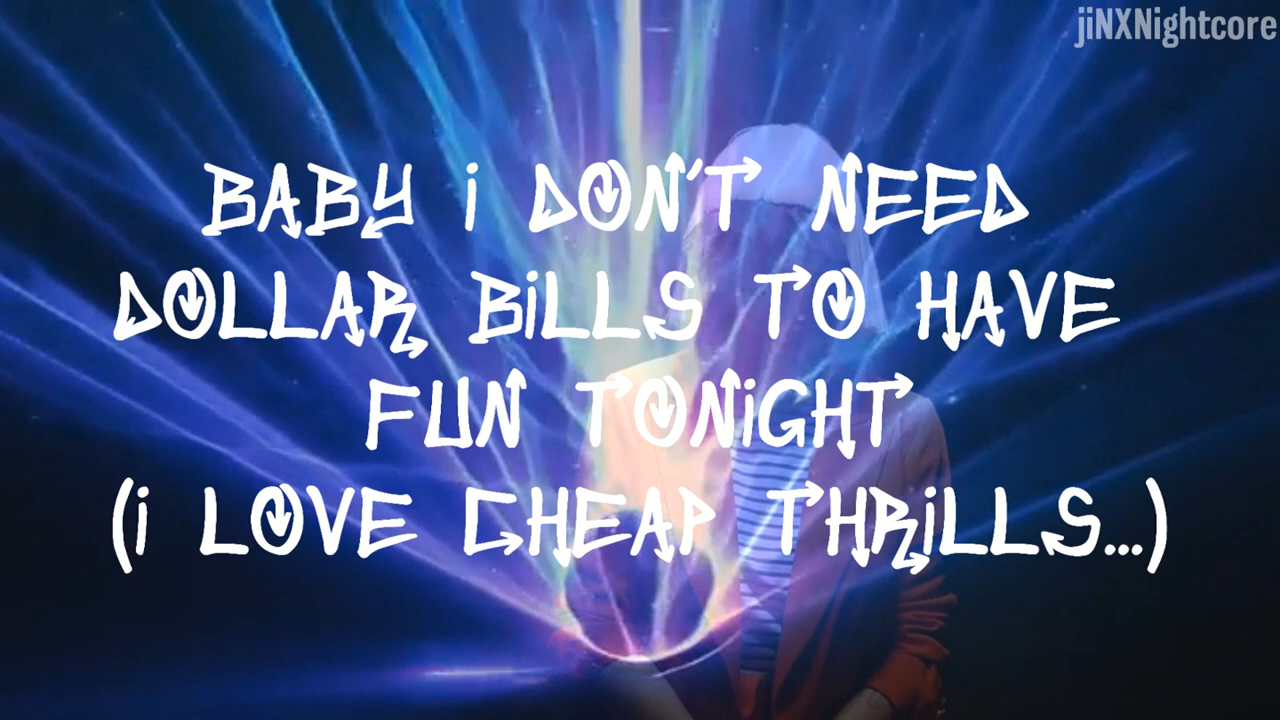 jiNXNightcore
BABY i DON'T NEED
DOLLAR BiLLS TO HAVE
FUN TONiGHT
(i LOVE CHEAP THRiLLS...)